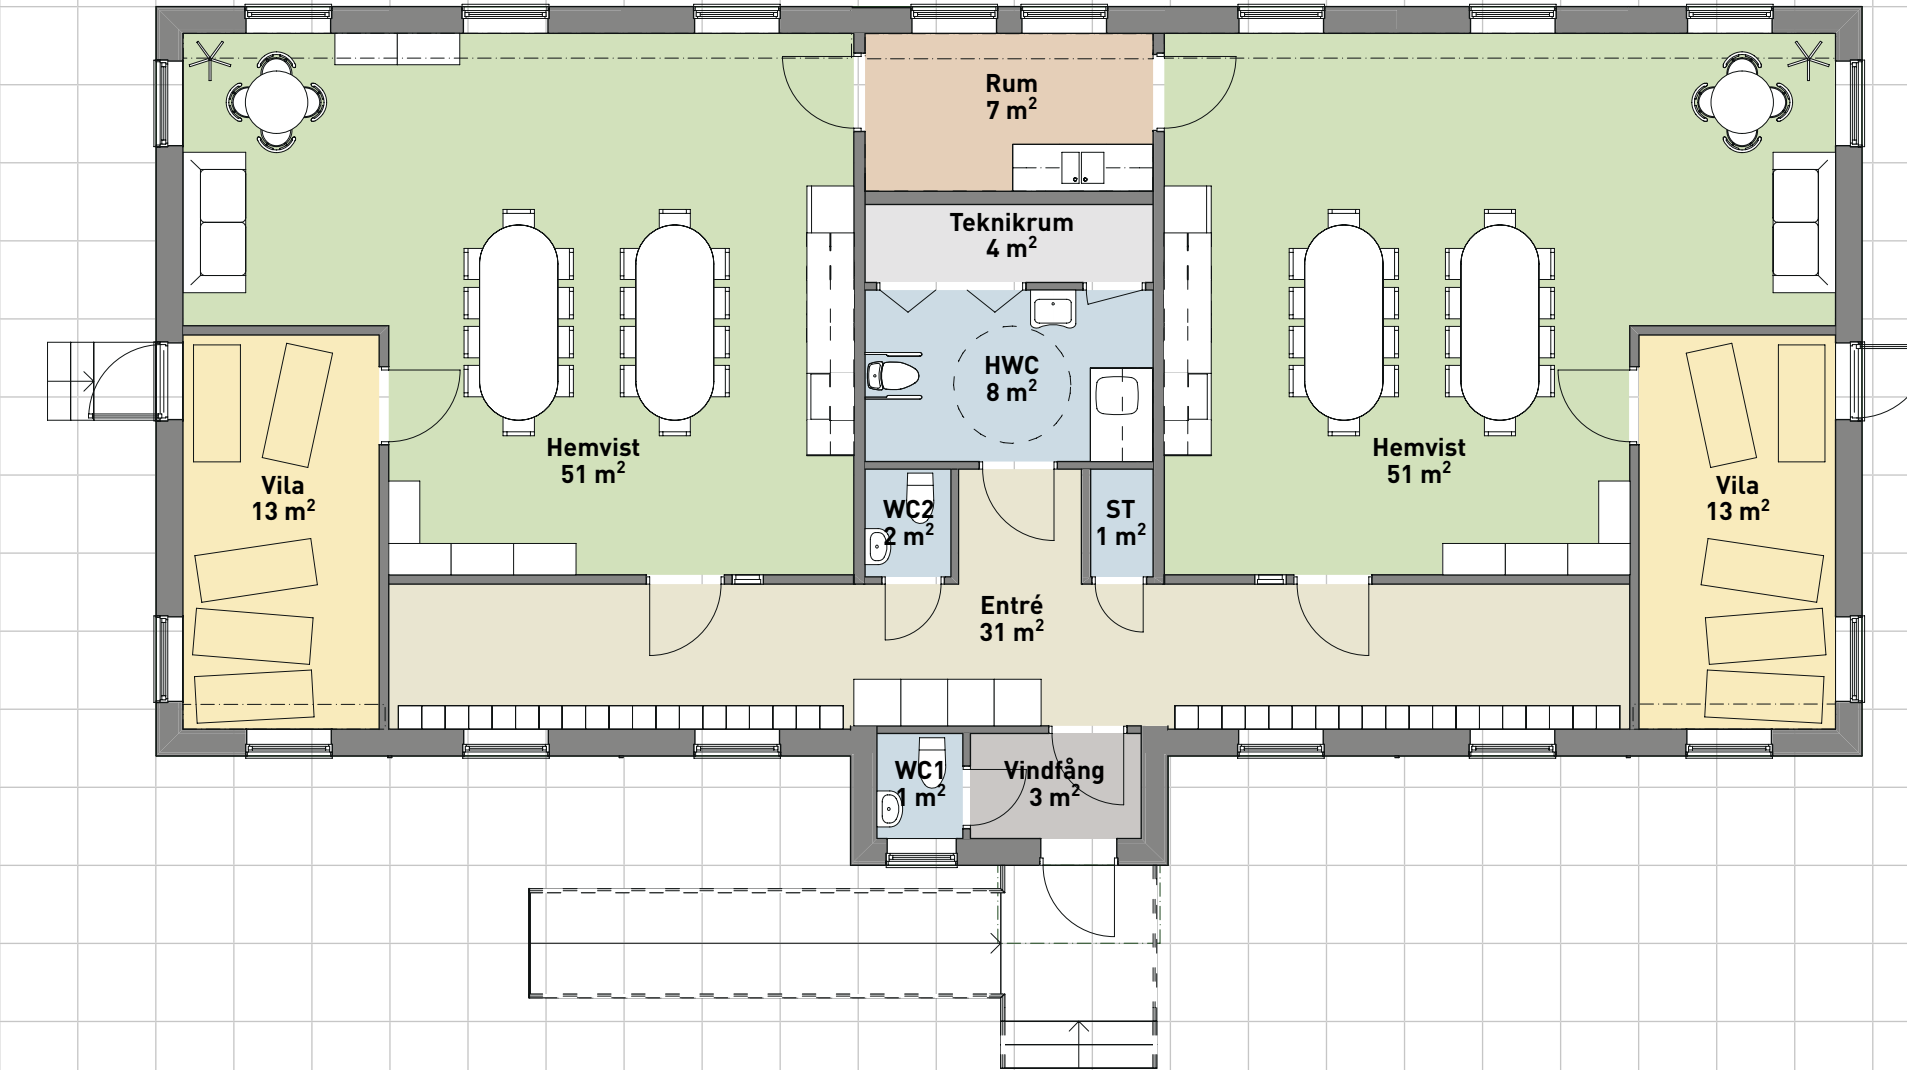 Rum
7 m²
Teknikrum
4 m²
HWC
8 m²
Hemvist
51 m²
Hemvist
51 m²
Vila
13 m²
Vila
13 m²
WC2
2 m²
ST
1 m²
Entré
31 m²
WC1
1 m²
Vindfång
3 m²